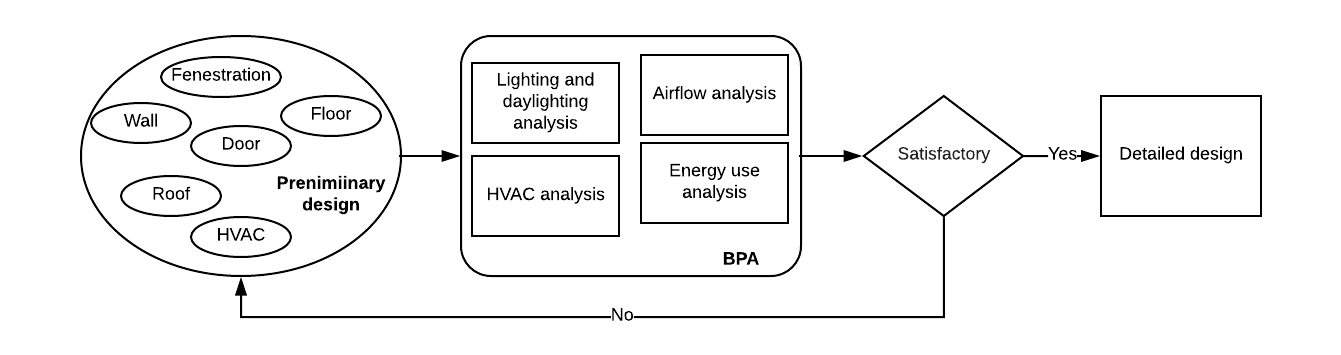 Fenestration
Wall
Floor
Door
Roof
Prenimiinary
design
HVAC
Lighting and
daylighting
analysis
Airflow analysis
HVAC analysis
Energy use
analysis
BPA
Satisfactory
Yes
Detailed design
No